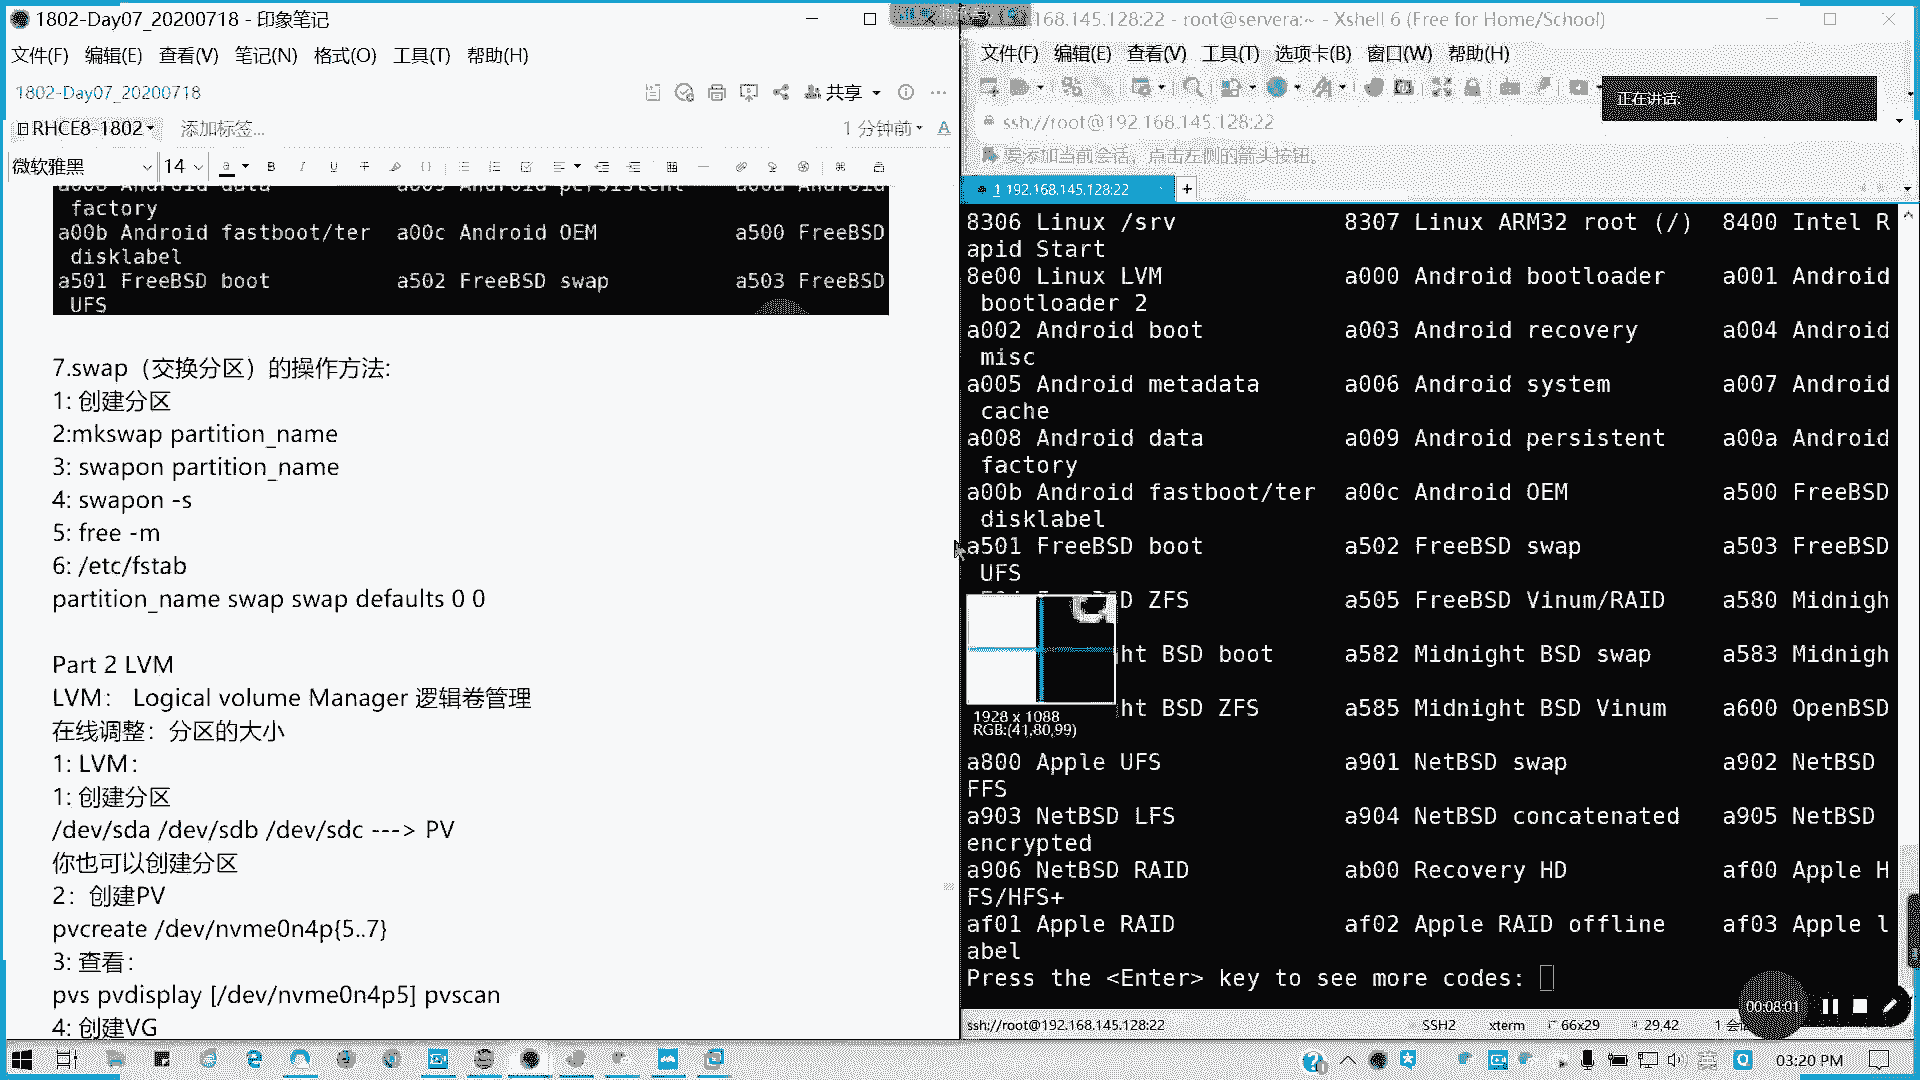 1802-Day07_20200718 - 印象笔记
文件(F) 编辑(E) 查看(V) 笔记(N) 格式(O) 工具(T) 帮助(H)
1802-Day07_20200718
共享
RHCE8-1802
添加标签...
1 分钟前
微软雅黑
14
factory
a00b Android fastboot/ter a00c Android OEM a500 FreeBSD
disklabel
a501 FreeBSD boot a502 FreeBSD swap a503 FreeBSD
UFS
7.swap（交换分区）的操作方法:
1: 创建分区
2:mkswap partition_name
3: swapon partition_name
4: swapon -s
5: free -m
6: /etc/fstab
partition_name swap swap defaults 0 0
Part 2 LVM
LVM： Logical volume Manager 逻辑卷管理
在线调整：分区的大小
1: LVM：
1: 创建分区
/dev/sda /dev/sdb /dev/sdc ---> PV
你也可以创建分区
2：创建PV
pvcreate /dev/nvme0n4p{5..7}
3: 查看：
pvs pvdisplay [/dev/nvme0n4p5] pvscan
4: 创建VG
168.145.128:22 - root@servera:~ - Xshell 6 (Free for Home/School)
文件(F) 编辑(E) 查看(V) 工具(T) 选项卡(B) 窗口(W) 帮助(H)
正在讲话:
ssh://root@192.168.145.128:22
要添加当前会话，点击左侧的箭头按钮。
1 192.168.145.128:22
8306 Linux /srv 8307 Linux ARM32 root (/) 8400 Intel R
apid Start
8e00 Linux LVM a000 Android bootloader a001 Android
bootloader 2
a002 Android boot a003 Android recovery a004 Android
misc
a005 Android metadata a006 Android system a007 Android
cache
a008 Android data a009 Android persistent a00a Android
factory
a00b Android fastboot/ter a00c Android OEM a500 FreeBSD
disklabel
a501 FreeBSD boot a502 FreeBSD swap a503 FreeBSD
UFS
D ZFS a505 FreeBSD Vinum/RAID a580 Midnigh
ht BSD boot a582 Midnight BSD swap a583 Midnigh
ht BSD ZFS a585 Midnight BSD Vinum a600 OpenBSD
1928 x 1088
RGB:(41,80,99)
a800 Apple UFS a901 NetBSD swap a902 NetBSD
FFS
a903 NetBSD LFS a904 NetBSD concatenated a905 NetBSD
encrypted
a906 NetBSD RAID ab00 Recovery HD af00 Apple H
FS/HFS+
af01 Apple RAID af02 Apple RAID offline af03 Apple l
abel
Press the <Enter> key to see more codes:
00:08:01
ssh://root@192.168.145.128:22 SSH2 xterm 66x29 29,42
03:20 PM